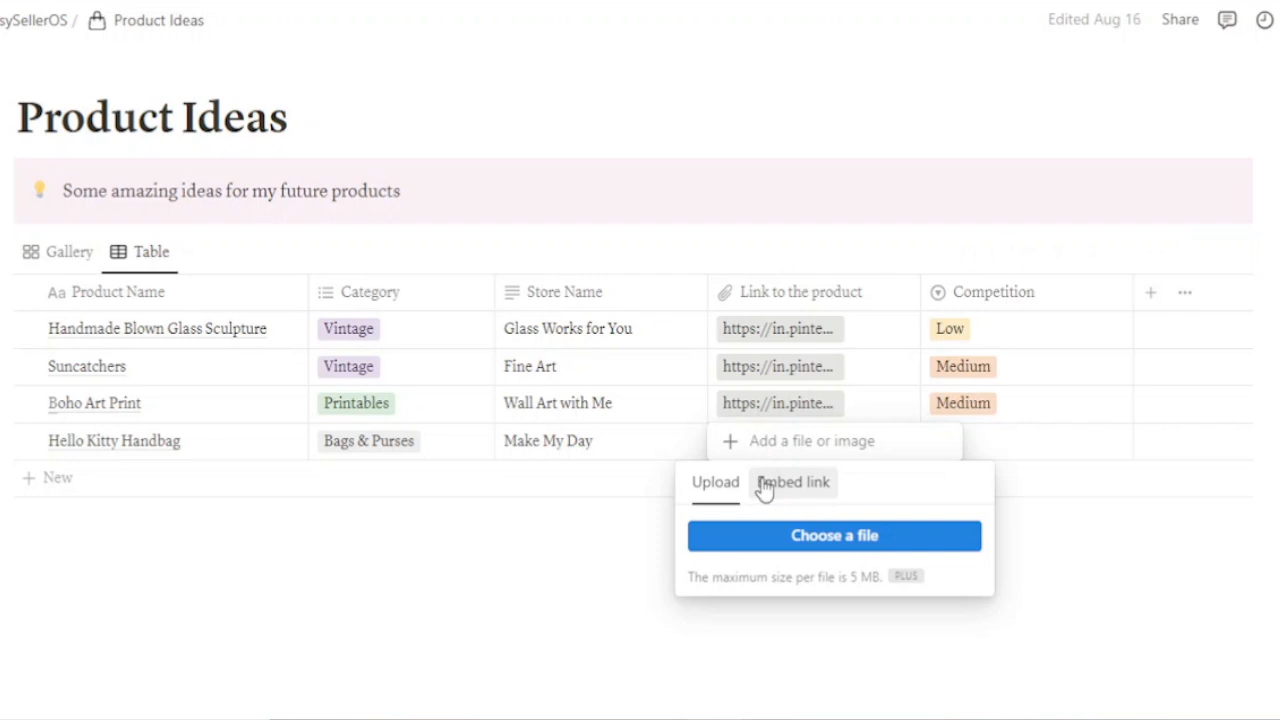 sySellerOS / Product Ideas Edited Aug 16 Share
Product Ideas
Some amazing ideas for my future products
Gallery Table
Aa Product Name Category Store Name Link to the product Competition
Handmade Blown Glass Sculpture Vintage Glass Works for You https://in.pinte... Low
Suncatchers Vintage Fine Art https://in.pinte... Medium
Boho Art Print Printables Wall Art with Me https://in.pinte... Medium
Hello Kitty Handbag Bags & Purses Make My Day Add a file or image
New
Upload Embed link
Choose a file
The maximum size per file is 5 MB. PLUS